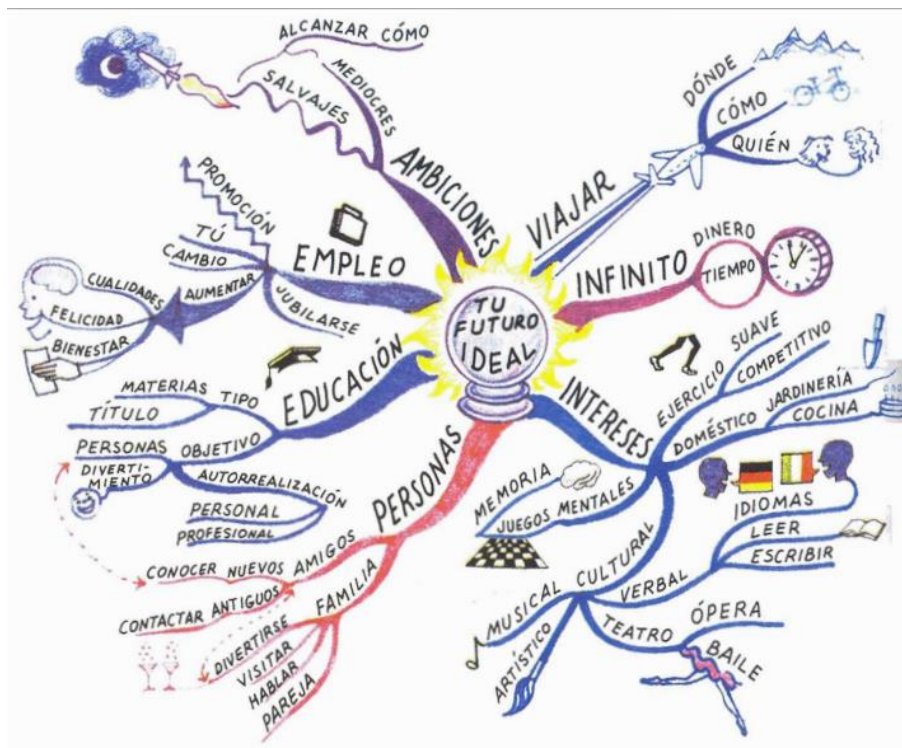 TU
FUTURO
IDEAL
AMBICIONES
MEDIOCRES
SALVAJES
ALCANZAR CÓMO
VIAJAR
DÓNDE
CÓMO
QUIÉN
INFINITO
DINERO
TIEMPO
INTERESES
EJERCICIO
SUAVE
COMPETITIVO
DOMÉSTICO
JARDINERÍA
COCINA
JUEGOS MENTALES
MEMORIA
CULTURAL
VERBAL
IDIOMAS
LEER
ESCRIBIR
TEATRO
ÓPERA
BAILE
MUSICAL
ARTÍSTICO
PERSONAS
AMIGOS
CONOCER NUEVOS
CONTACTAR ANTIGUOS
FAMILIA
DIVERTIRSE
VISITAR
HABLAR
PAREJA
EDUCACIÓN
TIPO
MATERIAS
TÍTULO
OBJETIVO
PERSONAS
DIVERTI-
MIENTO
AUTORREALIZACIÓN
PERSONAL
PROFESIONAL
EMPLEO
PROMOCIÓN
TÚ
CAMBIO
AUMENTAR
CUALIDADES
FELICIDAD
BIENESTAR
JUBILARSE